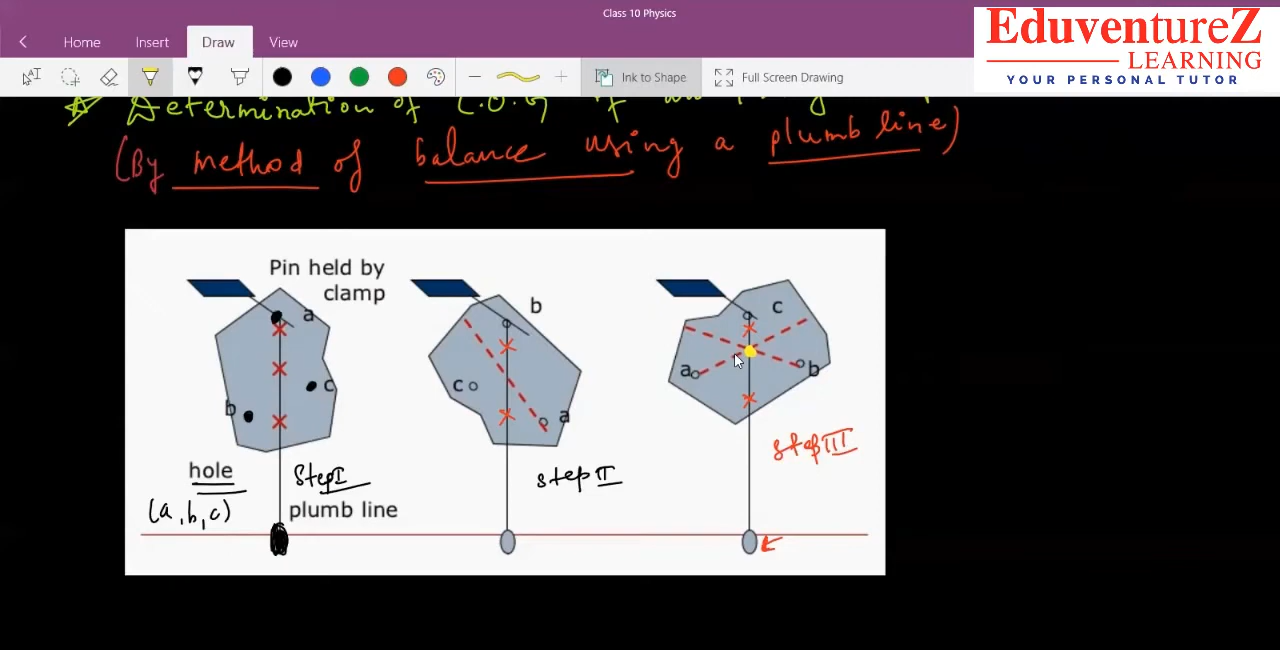 Class 10 Physics
EduventureZ
LEARNING
YOUR PERSONAL TUTOR
Home Insert Draw View
Ink to Shape Full Screen Drawing
Determination of C.O.G of
(By method of balance using a plumb line)
Pin held by
clamp
a
c
b
hole
(a, b, c)
Step I
plumb line
b
c
a
step II
c
a
b
step III